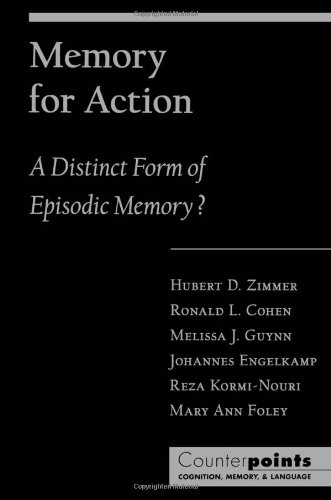 Memory
for Action
A Distinct Form of
Episodic Memory?
HUBERT D. ZIMMER
RONALD L. COHEN
MELISSA J. GUYNN
JOHANNES ENGELKAMP
REZA KORMI-NOURI
MARY ANN FOLEY
Counterpoints
COGNITION, MEMORY, & LANGUAGE